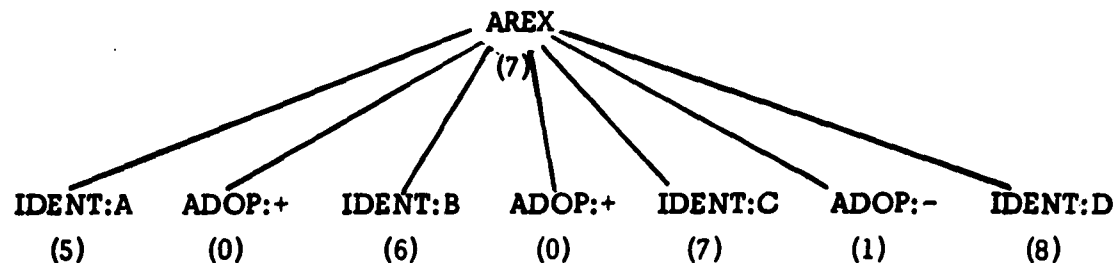 AREX
(7)
IDENT:A ADOP:+ IDENT:B ADOP:+ IDENT:C ADOP:- IDENT:D
(5) (0) (6) (0) (7) (1) (8)